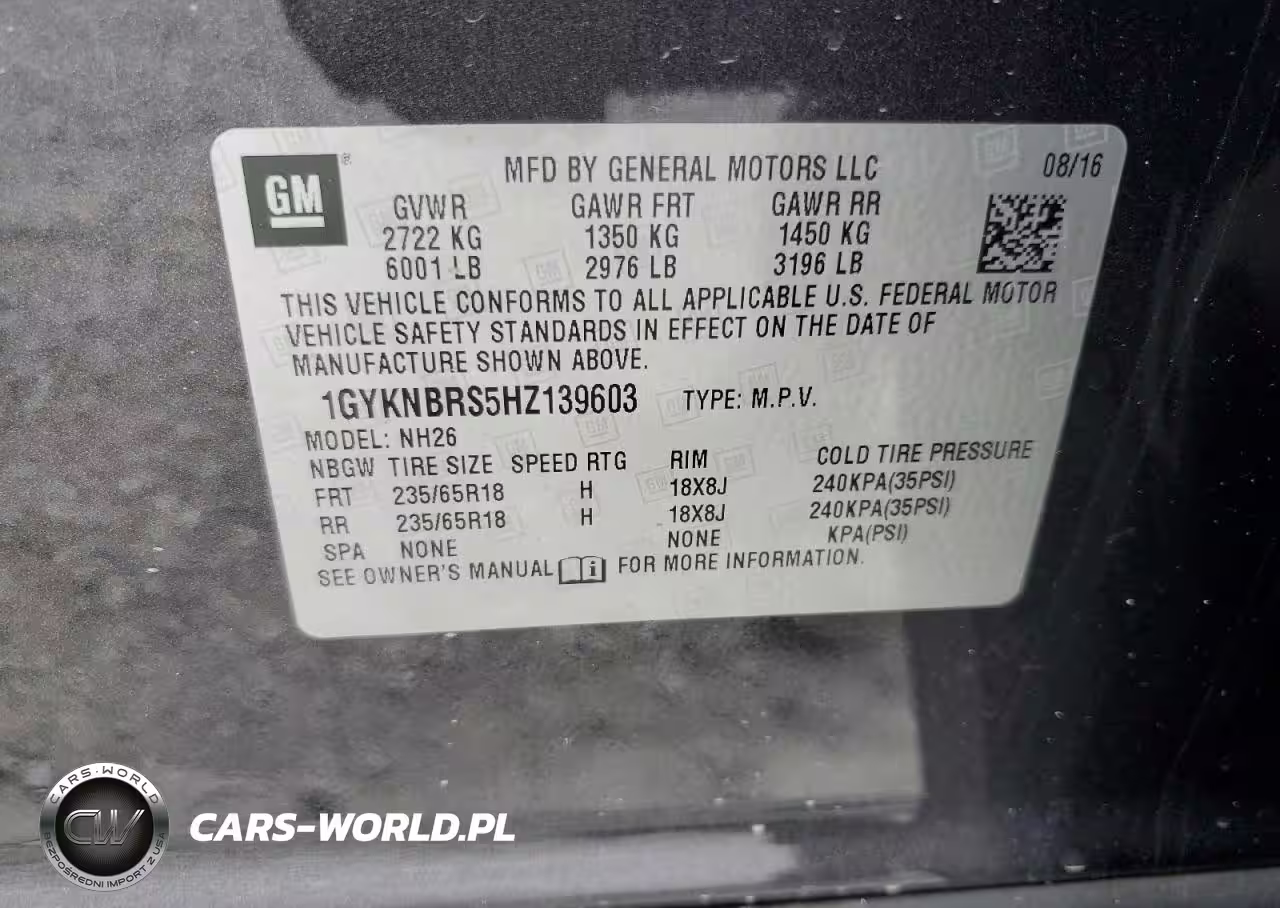 GM ®
MFD BY GENERAL MOTORS LLC 08/16
GVWR GAWR FRT GAWR RR
2722 KG 1350 KG 1450 KG
6001 LB 2976 LB 3196 LB
THIS VEHICLE CONFORMS TO ALL APPLICABLE U.S. FEDERAL MOTOR
VEHICLE SAFETY STANDARDS IN EFFECT ON THE DATE OF
MANUFACTURE SHOWN ABOVE.
1GYKNBRS5HZ139603 TYPE: M.P.V.
MODEL: NH26
NBGW TIRE SIZE SPEED RTG RIM COLD TIRE PRESSURE
FRT 235/65R18 H 18X8J 240KPA(35PSI)
RR 235/65R18 H 18X8J 240KPA(35PSI)
SPA NONE NONE KPA(PSI)
SEE OWNER'S MANUAL i FOR MORE INFORMATION.
CARS-WORLD
CW
BEZPOŚREDNI IMPORT Z USA
CARS-WORLD.PL